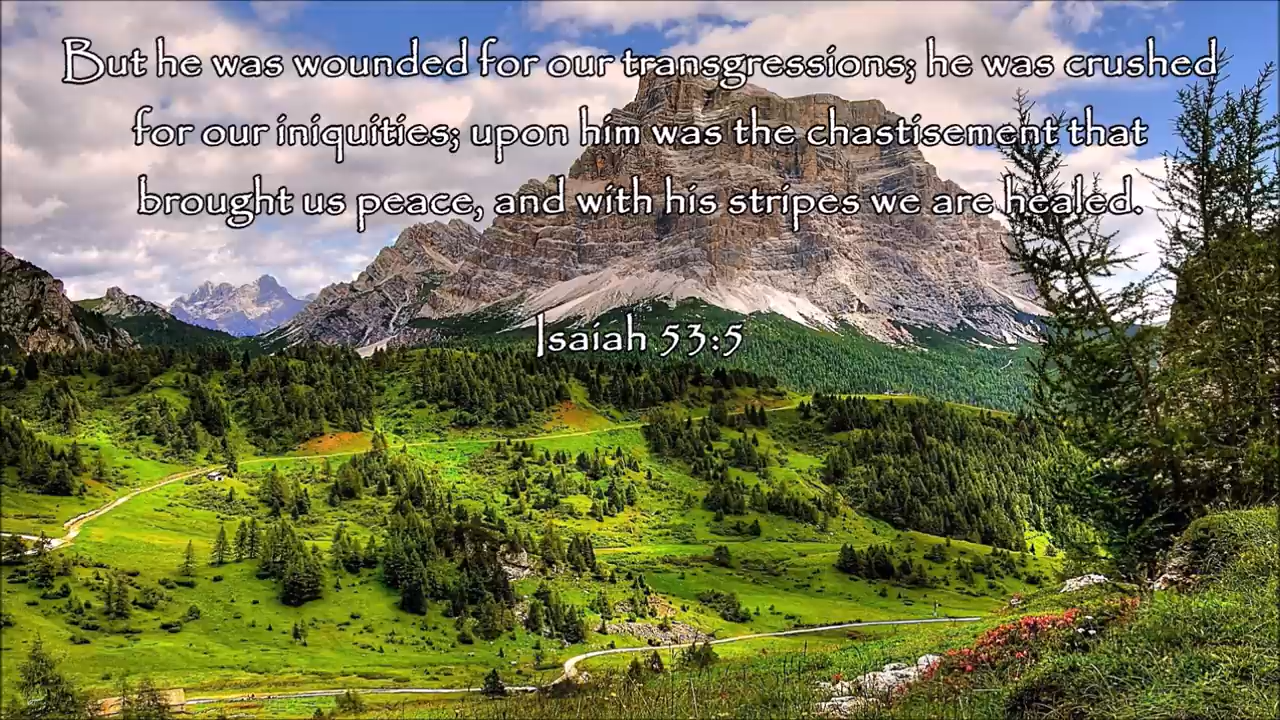 But he was wounded for our transgressions; he was crushed
for our iniquities; upon him was the chastisement that
brought us peace, and with his stripes we are healed.
Isaiah 53:5